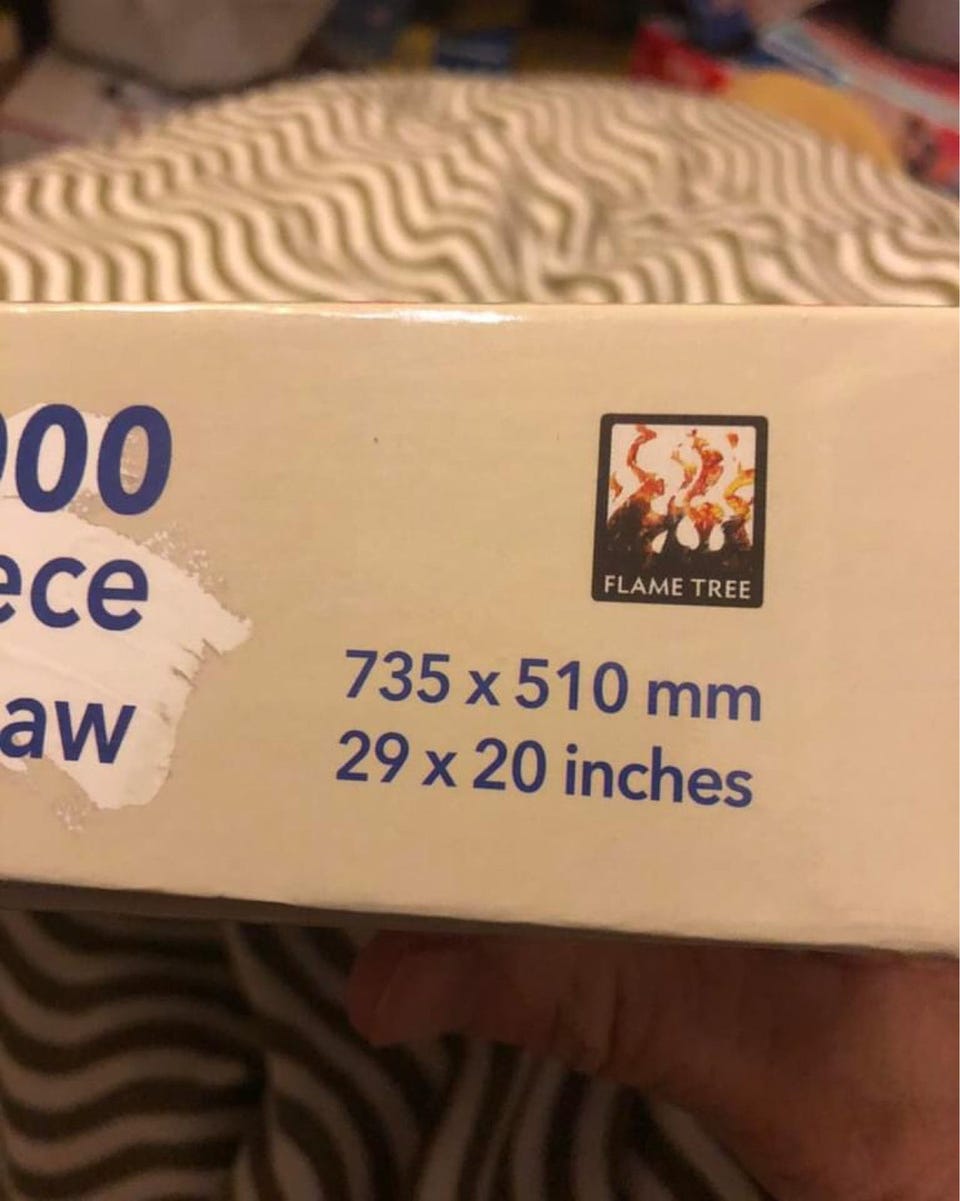 000
ece
aw
FLAME TREE
735 x 510 mm
29 x 20 inches